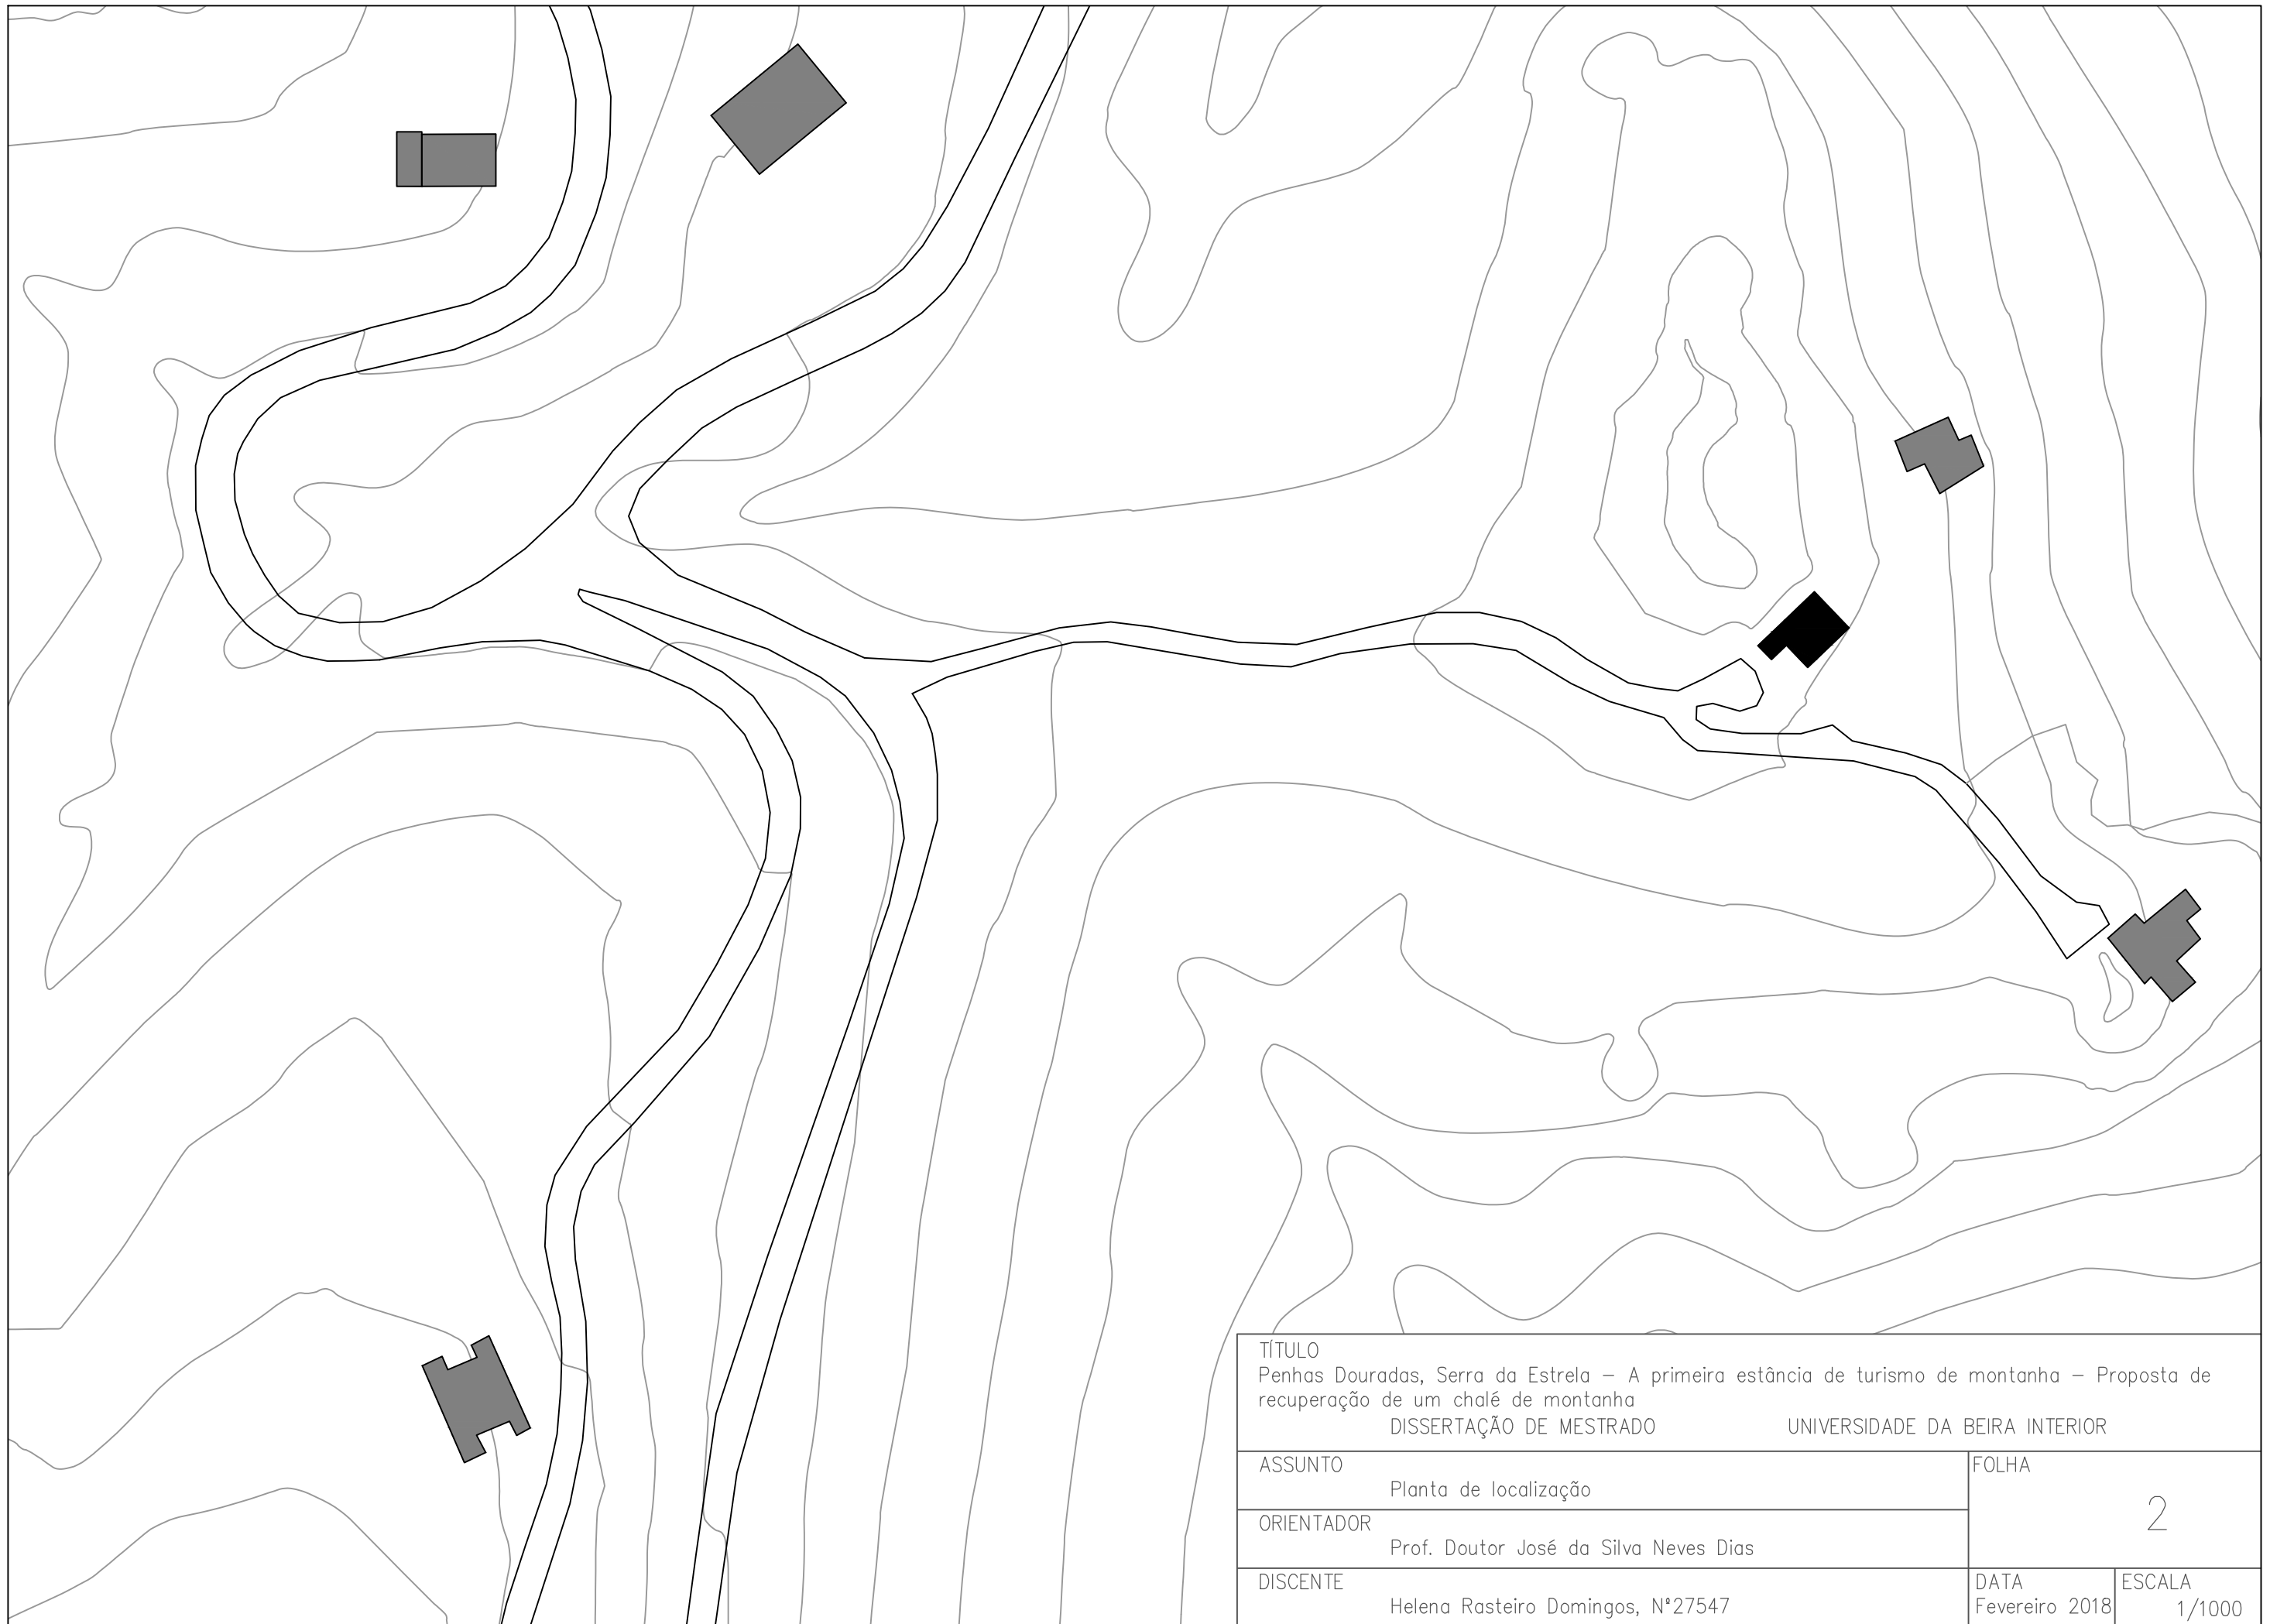 TÍTULO
Penhas Douradas, Serra da Estrela – A primeira estância de turismo de montanha – Proposta de
recuperação de um chalé de montanha
DISSERTAÇÃO DE MESTRADO UNIVERSIDADE DA BEIRA INTERIOR
ASSUNTO
Planta de localização
FOLHA
2
ORIENTADOR
Prof. Doutor José da Silva Neves Dias
DISCENTE
Helena Rasteiro Domingos, Nº27547
DATA
Fevereiro 2018
ESCALA
1/1000